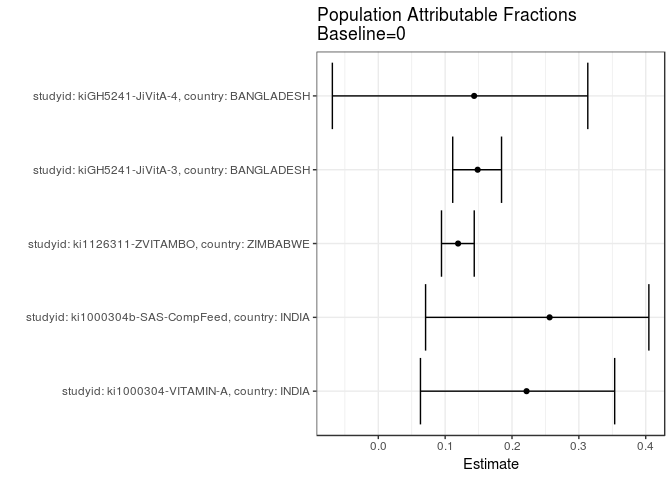 Population Attributable Fractions
Baseline=0
studyid: kiGH5241-JiVitA-4, country: BANGLADESH
studyid: kiGH5241-JiVitA-3, country: BANGLADESH
studyid: ki1126311-ZVITAMBO, country: ZIMBABWE
studyid: ki1000304b-SAS-CompFeed, country: INDIA
studyid: ki1000304-VITAMIN-A, country: INDIA
0.0 0.1 0.2 0.3 0.4
Estimate